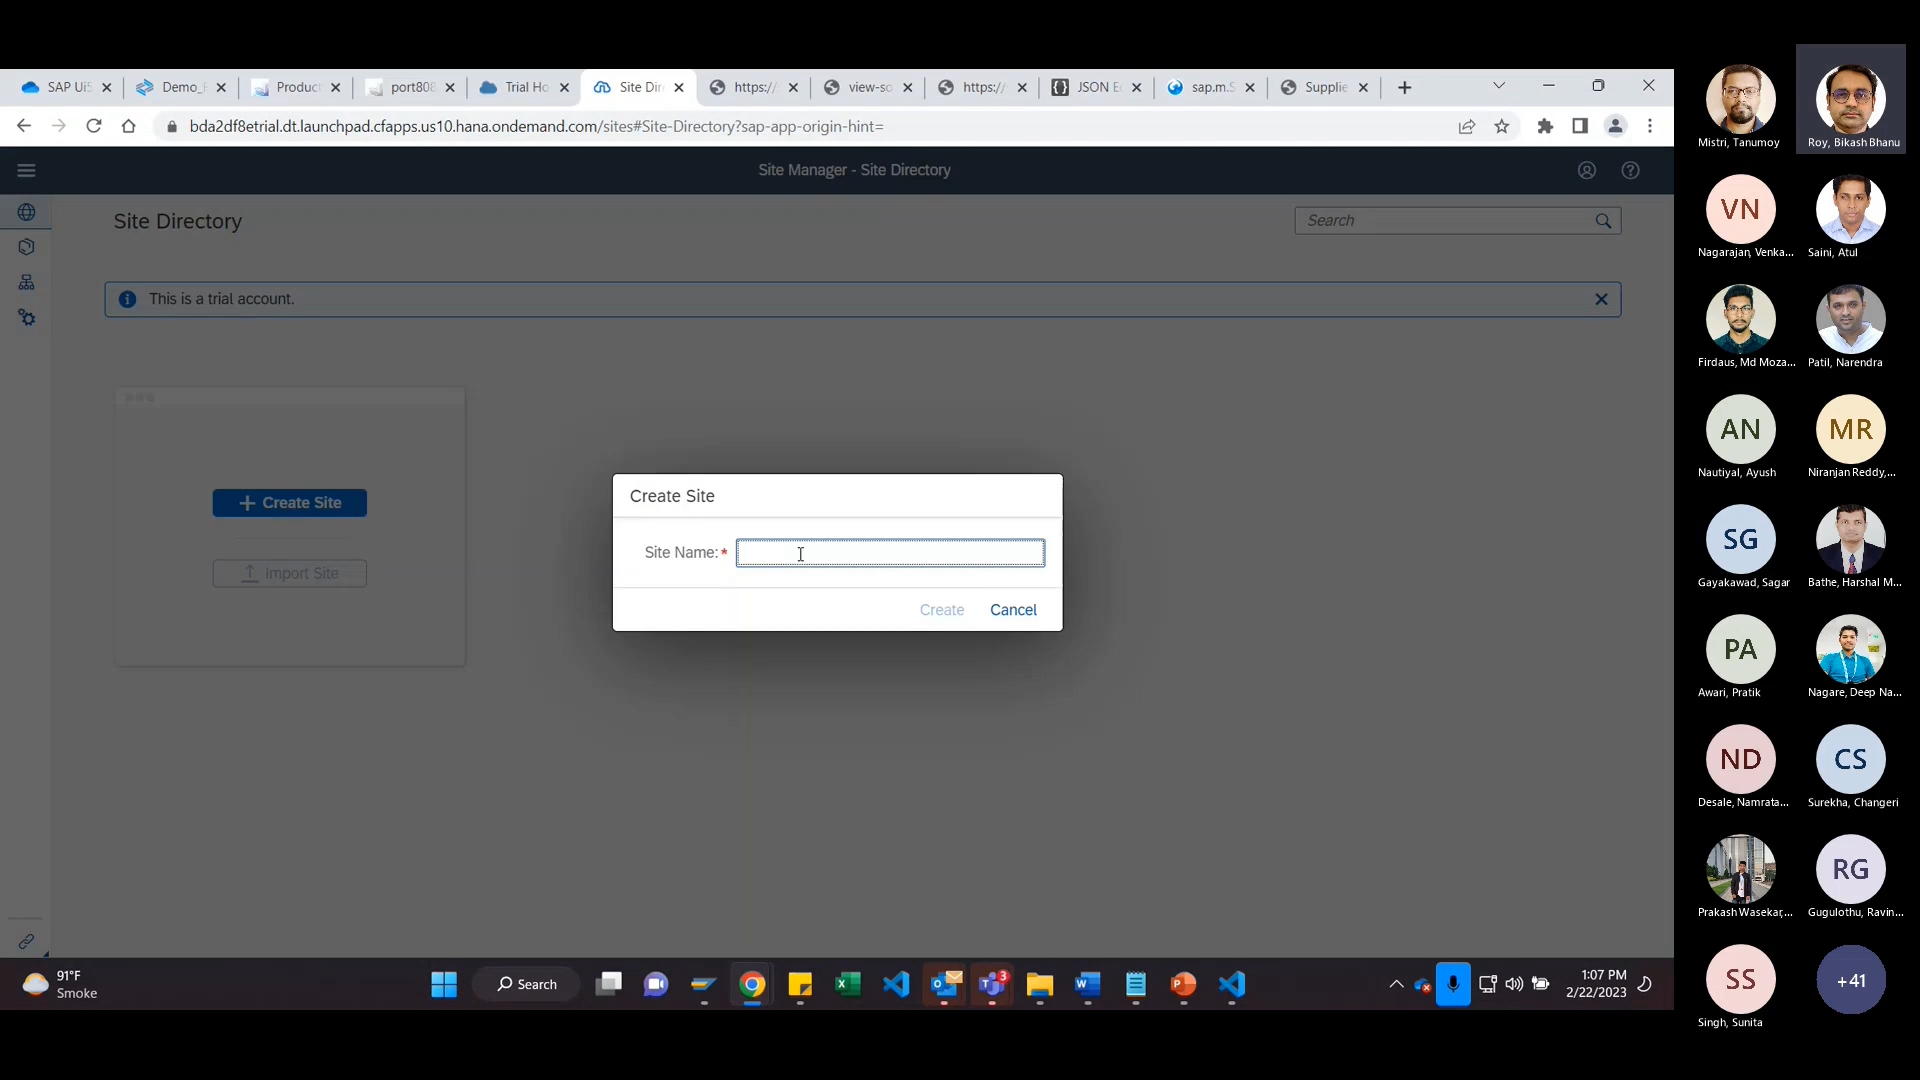 SAP Ui5
Demo_F
Product
port808
Trial Ho
Site Dir
https://
view-so
https://
JSON E
sap.m.S
Supplie
bda2df8etrial.dt.launchpad.cfapps.us10.hana.ondemand.com/sites#Site-Directory?sap-app-origin-hint=
Site Manager - Site Directory
Site Directory
Search
This is a trial account.
Create Site
Import Site
Create Site
Site Name:*
Create
Cancel
91°F
Smoke
Search
3
1:07 PM
2/22/2023
Mistri, Tanumoy
Roy, Bikash Bhanu
VN
Nagarajan, Venka...
Saini, Atul
Firdaus, Md Moza...
Patil, Narendra
AN
Nautiyal, Ayush
MR
Niranjan Reddy,...
SG
Gayakawad, Sagar
Bathe, Harshal M...
PA
Awari, Pratik
Nagare, Deep Na...
ND
Desale, Namrata...
CS
Surekha, Changeri
Prakash Wasekar,...
RG
Gugulothu, Ravin...
SS
Singh, Sunita
+41